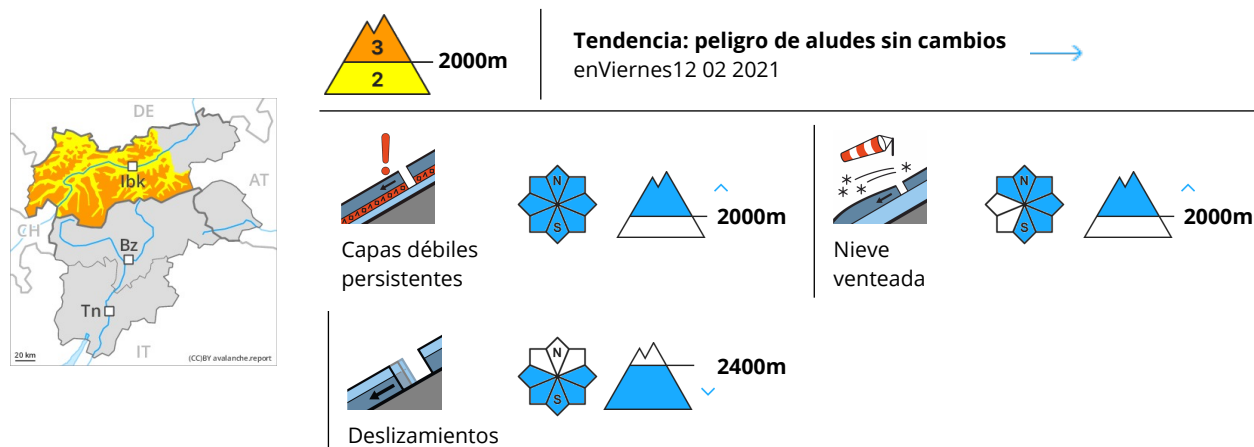 3
2
2000m
Tendencia: peligro de aludes sin cambios
enViernes12 02 2021
DE
Ibk
AT
CH
Bz
Tn
IT
20 km
(CC)BY avalanche.report
Capas débiles
persistentes
N
S
2000m
Nieve
venteada
N
S
2000m
Deslizamientos
N
S
2400m